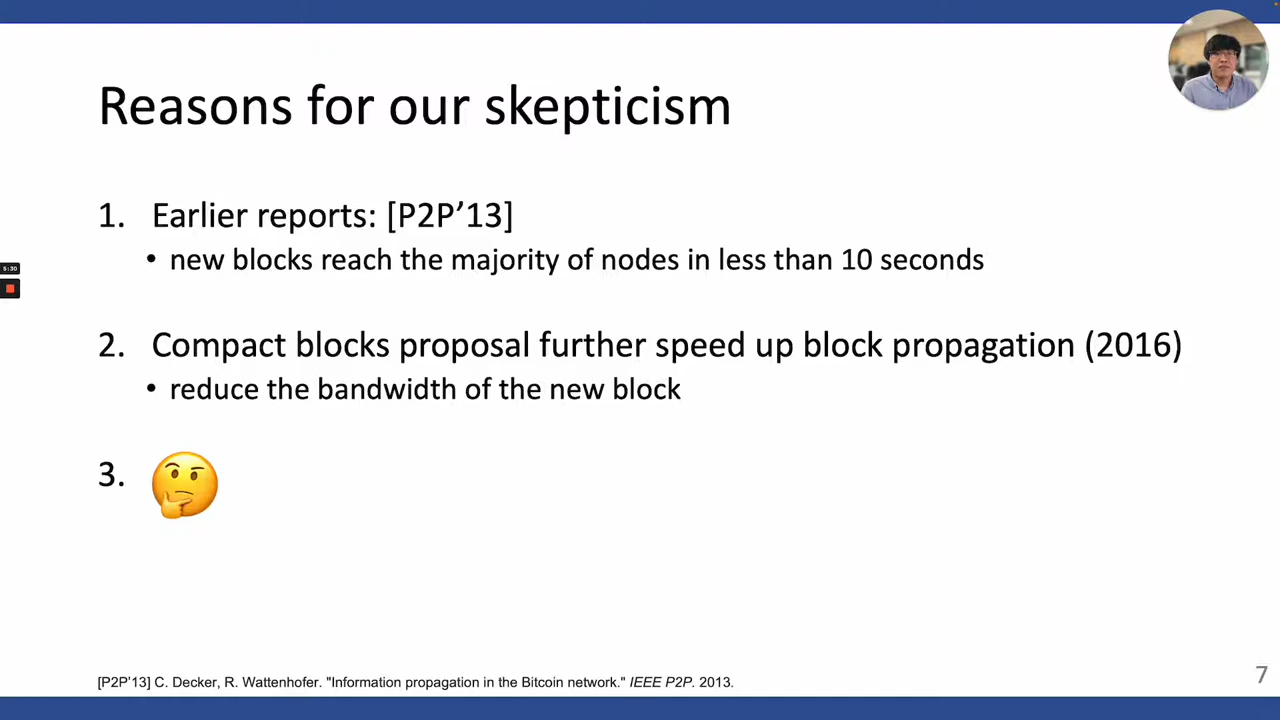 Reasons for our skepticism
1. Earlier reports: [P2P’13]
• new blocks reach the majority of nodes in less than 10 seconds
5:30
2. Compact blocks proposal further speed up block propagation (2016)
• reduce the bandwidth of the new block
3.
[P2P’13] C. Decker, R. Wattenhofer. "Information propagation in the Bitcoin network." IEEE P2P. 2013.
7